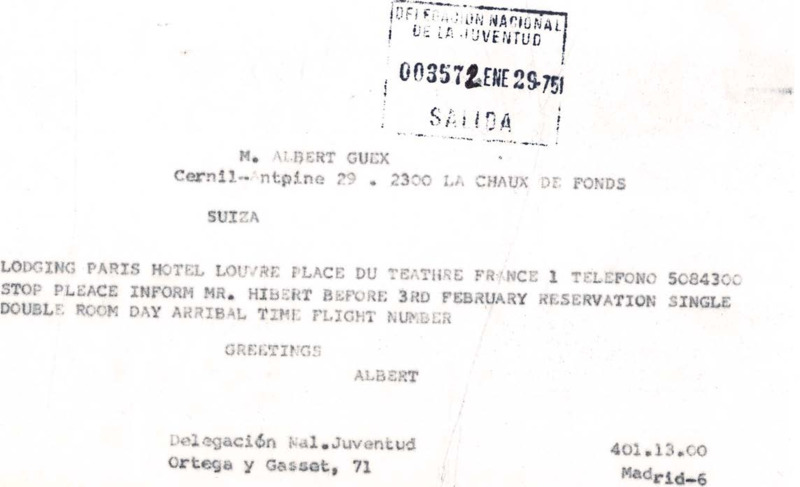 DELEGACION NACIONAL
DE LA JUVENTUD
003572 ENE 29-75
SALIDA
M. ALBERT GUEX
Cernil-Antpine 29 . 2300 LA CHAUX DE FONDS
SUIZA
LODGING PARIS HOTEL LOUVRE PLACE DU TEATHRE FRANCE 1 TELEFONO 5084300
STOP PLEACE INFORM MR. HIBERT BEFORE 3RD FEBRUARY RESERVATION SINGLE
DOUBLE ROOM DAY ARRIBAL TIME FLIGHT NUMBER
GREETINGS
ALBERT
Delegación Nal.Juventud
401.13.00
Ortega y Gasset, 71
Madrid-6